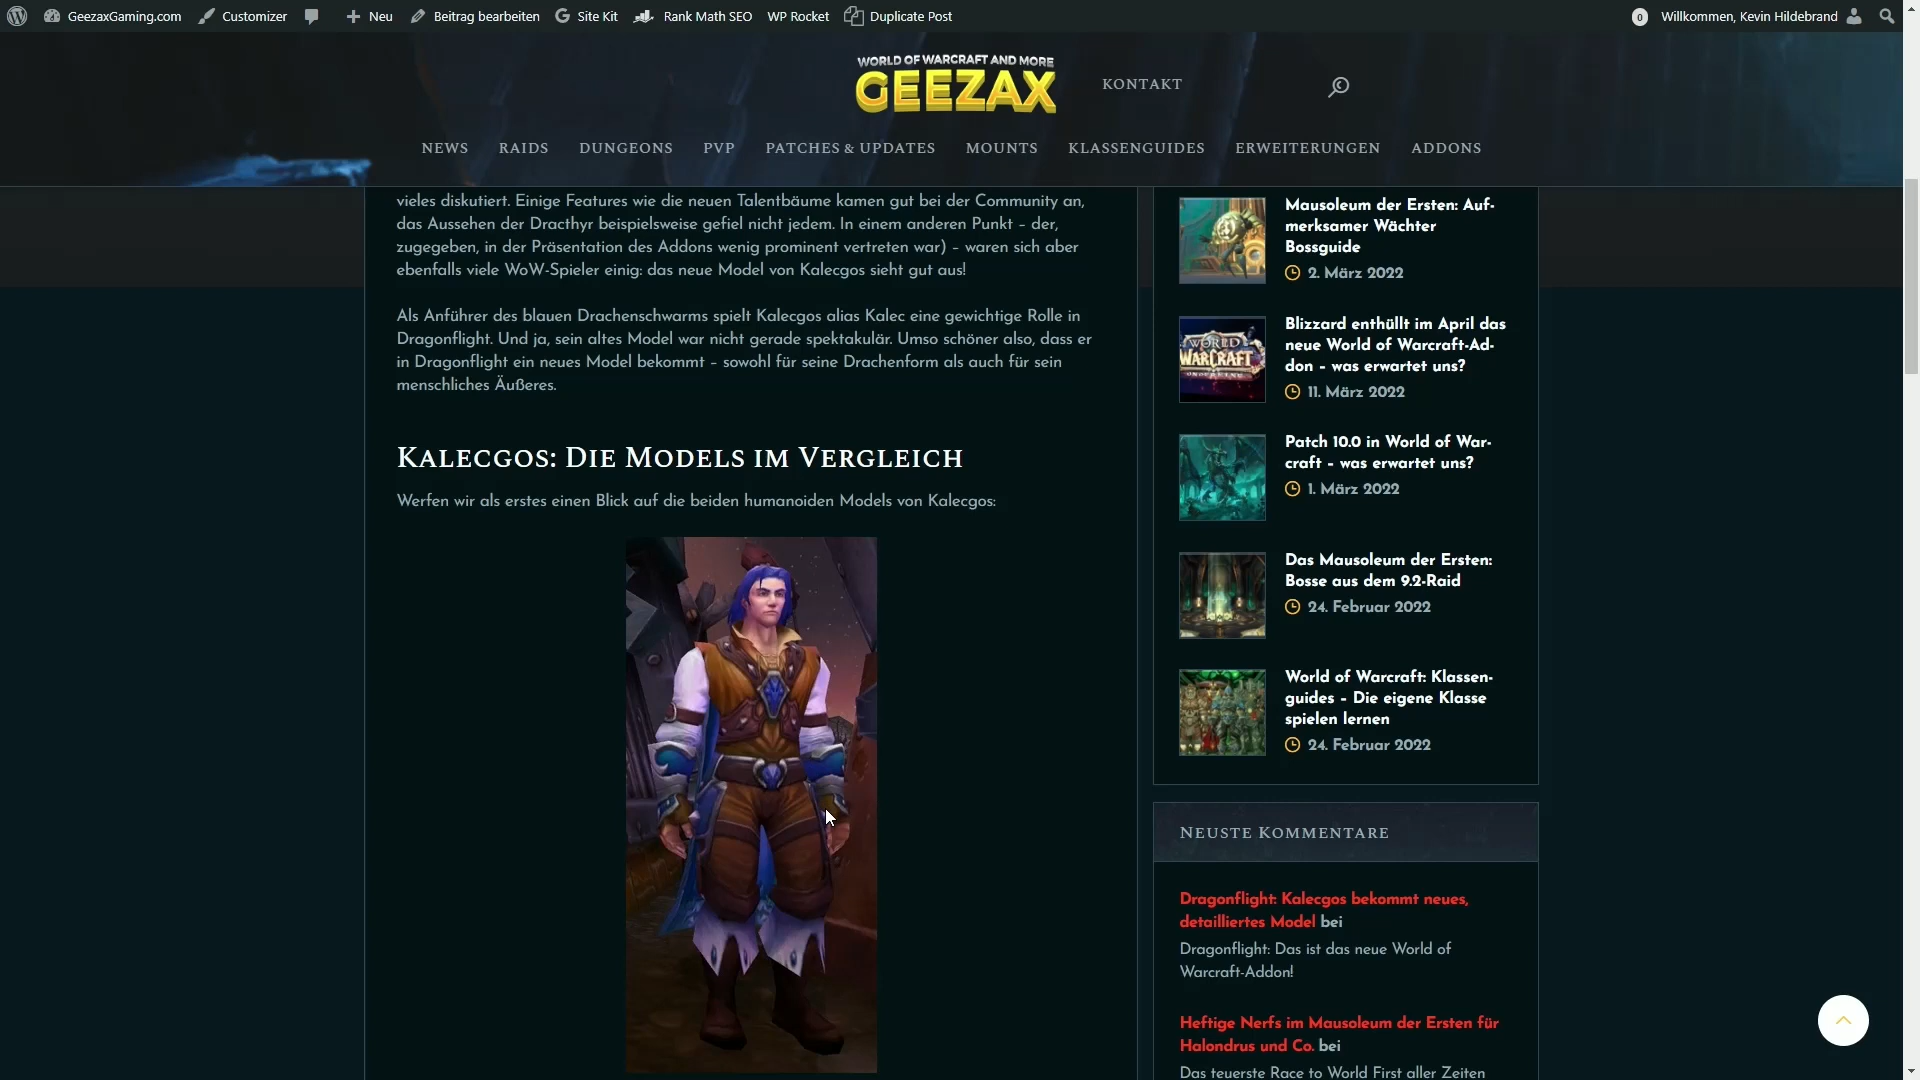 GeezaxGaming.com Customizer Neu Beitrag bearbeiten Site Kit Rank Math SEO WP Rocket Duplicate Post 0 Willkommen, Kevin Hildebrand
WORLD OF WARCRAFT AND MORE
GEEZAX
KONTAKT
NEWS RAIDS DUNGEONS PVP PATCHES & UPDATES MOUNTS KLASSENGUIDES ERWEITERUNGEN ADDONS
vieles diskutiert. Einige Features wie die neuen Talentbäume kamen gut bei der Community an,
das Aussehen der Dracthyr beispielsweise gefiel nicht jedem. In einem anderen Punkt – der,
zugegeben, in der Präsentation des Addons wenig prominent vertreten war) – waren sich aber
ebenfalls viele WoW-Spieler einig: das neue Model von Kalecgos sieht gut aus!
Als Anführer des blauen Drachenschwarms spielt Kalecgos alias Kalec eine gewichtige Rolle in
Dragonflight. Und ja, sein altes Model war nicht gerade spektakulär. Umso schöner also, dass er
in Dragonflight ein neues Model bekommt – sowohl für seine Drachenform als auch für sein
menschliches Äußeres.
KALECGOS: DIE MODELS IM VERGLEICH
Werfen wir als erstes einen Blick auf die beiden humanoiden Models von Kalecgos:
Mausoleum der Ersten: Auf-
merksamer Wächter
Bossguide
2. März 2022
WORLD
WARCRAFT
Blizzard enthüllt im April das
neue World of Warcraft-Ad-
don – was erwartet uns?
11. März 2022
Patch 10.0 in World of War-
craft – was erwartet uns?
1. März 2022
Das Mausoleum der Ersten:
Bosse aus dem 9.2-Raid
24. Februar 2022
World of Warcraft: Klassen-
guides – Die eigene Klasse
spielen lernen
24. Februar 2022
NEUSTE KOMMENTARE
Dragonflight: Kalecgos bekommt neues,
detailliertes Model bei
Dragonflight: Das ist das neue World of
Warcraft-Addon!
Heftige Nerfs im Mausoleum der Ersten für
Halondrus und Co. bei
Das teuerste Race to World First aller Zeiten